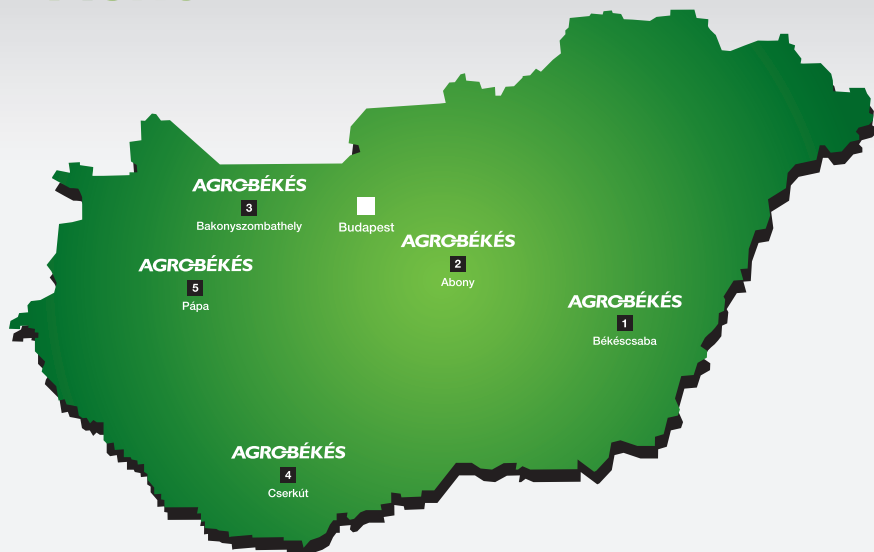 AGROBÉKÉS
3
Bakonyszombathely
Budapest
AGROBÉKÉS
2
Abony
AGROBÉKÉS
5
Pápa
AGROBÉKÉS
1
Békéscsaba
AGROBÉKÉS
4
Cserkút